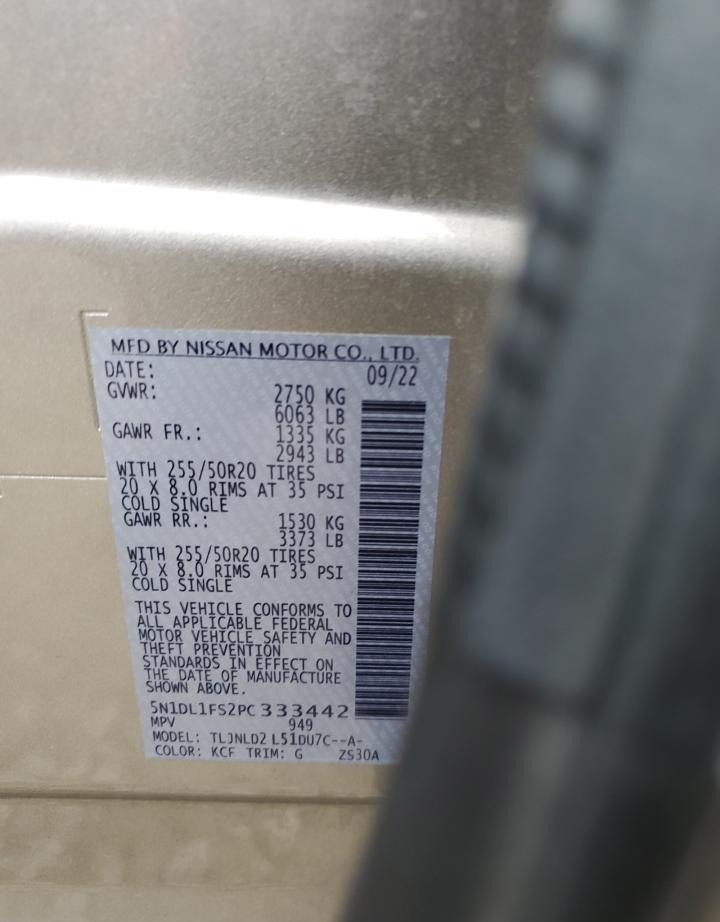 MFD BY NISSAN MOTOR CO., LTD.
DATE: 09/22
GVWR: 2750 KG
6063 LB
GAWR FR.: 1335 KG
2943 LB
WITH 255/50R20 TIRES
20 X 8.0 RIMS AT 35 PSI
COLD SINGLE
GAWR RR.: 1530 KG
3373 LB
WITH 255/50R20 TIRES
20 X 8.0 RIMS AT 35 PSI
COLD SINGLE
THIS VEHICLE CONFORMS TO
ALL APPLICABLE FEDERAL
MOTOR VEHICLE SAFETY AND
THEFT PREVENTION
STANDARDS IN EFFECT ON
THE DATE OF MANUFACTURE
SHOWN ABOVE.
5N1DL1FS2PC333442
MPV 949
MODEL: TLJNLD2 L51DU7C--A-
COLOR: KCF TRIM: G ZS30A